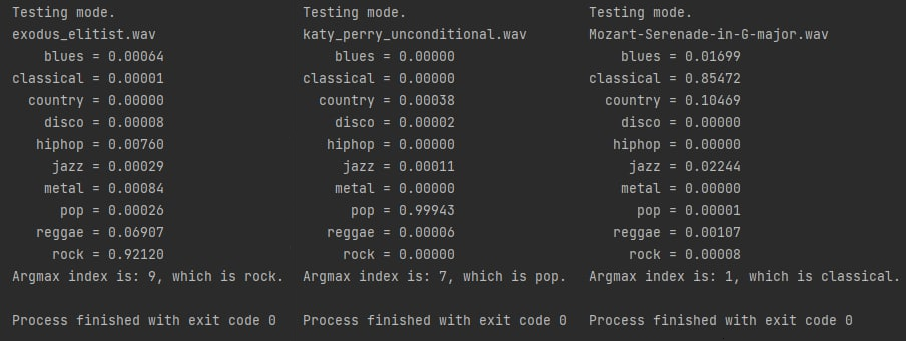 Testing mode.
exodus_elitist.wav
blues = 0.00064
classical = 0.00001
country = 0.00000
disco = 0.00008
hiphop = 0.00760
jazz = 0.00029
metal = 0.00084
pop = 0.00026
reggae = 0.06907
rock = 0.92120
Argmax index is: 9, which is rock.
Process finished with exit code 0
Testing mode.
katy_perry_unconditional.wav
blues = 0.00000
classical = 0.00000
country = 0.00038
disco = 0.00002
hiphop = 0.00000
jazz = 0.00011
metal = 0.00000
pop = 0.99943
reggae = 0.00006
rock = 0.00000
Argmax index is: 7, which is pop.
Process finished with exit code 0
Testing mode.
Mozart-Serenade-in-G-major.wav
blues = 0.01699
classical = 0.85472
country = 0.10469
disco = 0.00000
hiphop = 0.00000
jazz = 0.02244
metal = 0.00000
pop = 0.00001
reggae = 0.00107
rock = 0.00008
Argmax index is: 1, which is classical.
Process finished with exit code 0